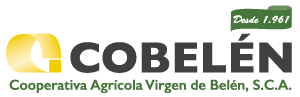 Desde 1.961
COBELÉN
Cooperativa Agrícola Virgen de Belén, S.C.A.